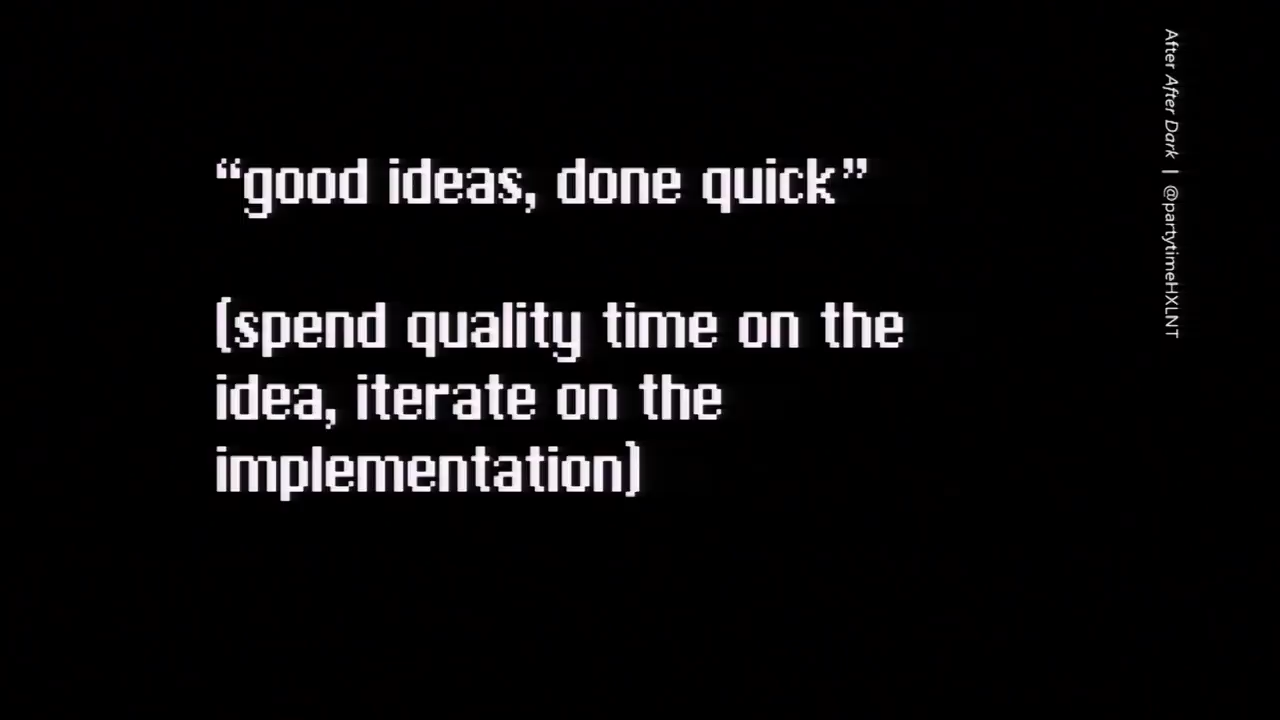 “good ideas, done quick”
(spend quality time on the
idea, iterate on the
implementation)
After After Dark | @partytimeHXLNT